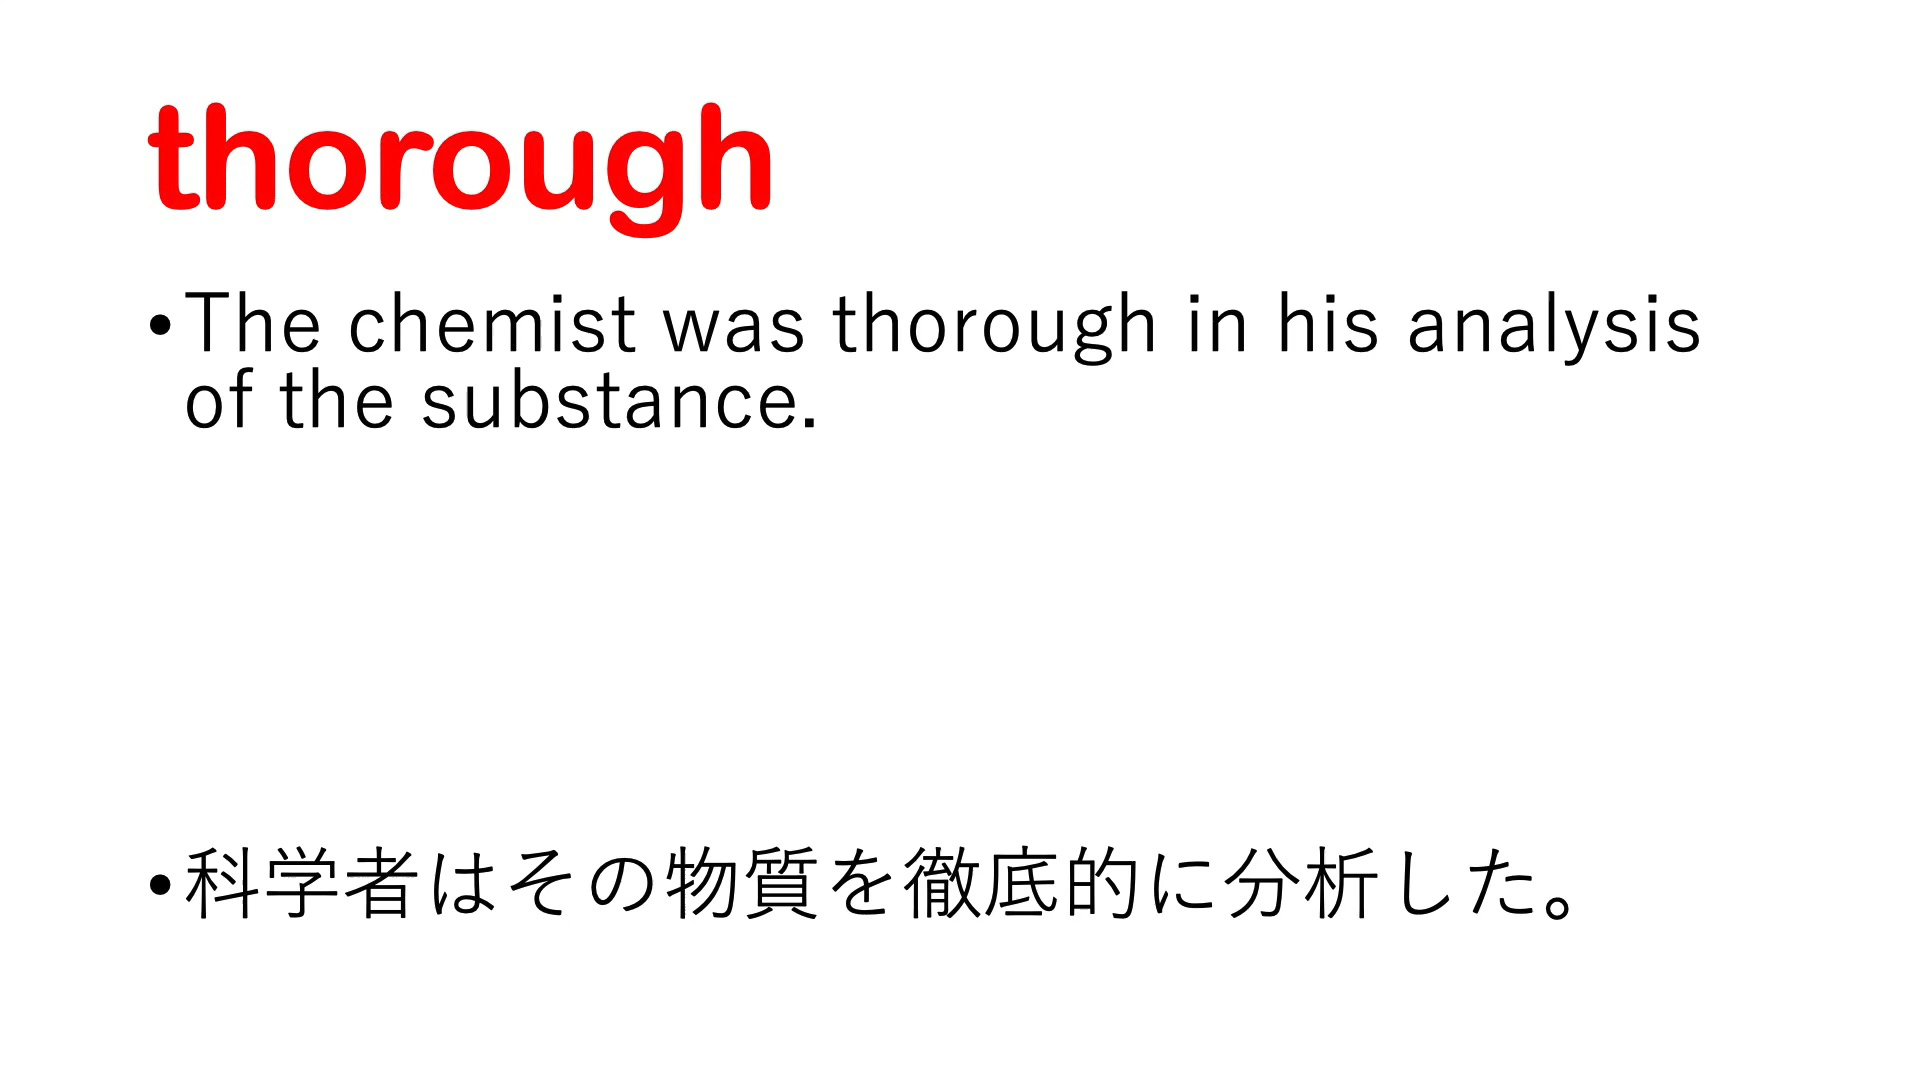 thorough
•The chemist was thorough in his analysis
of the substance.
•科学者はその物質を徹底的に分析した。